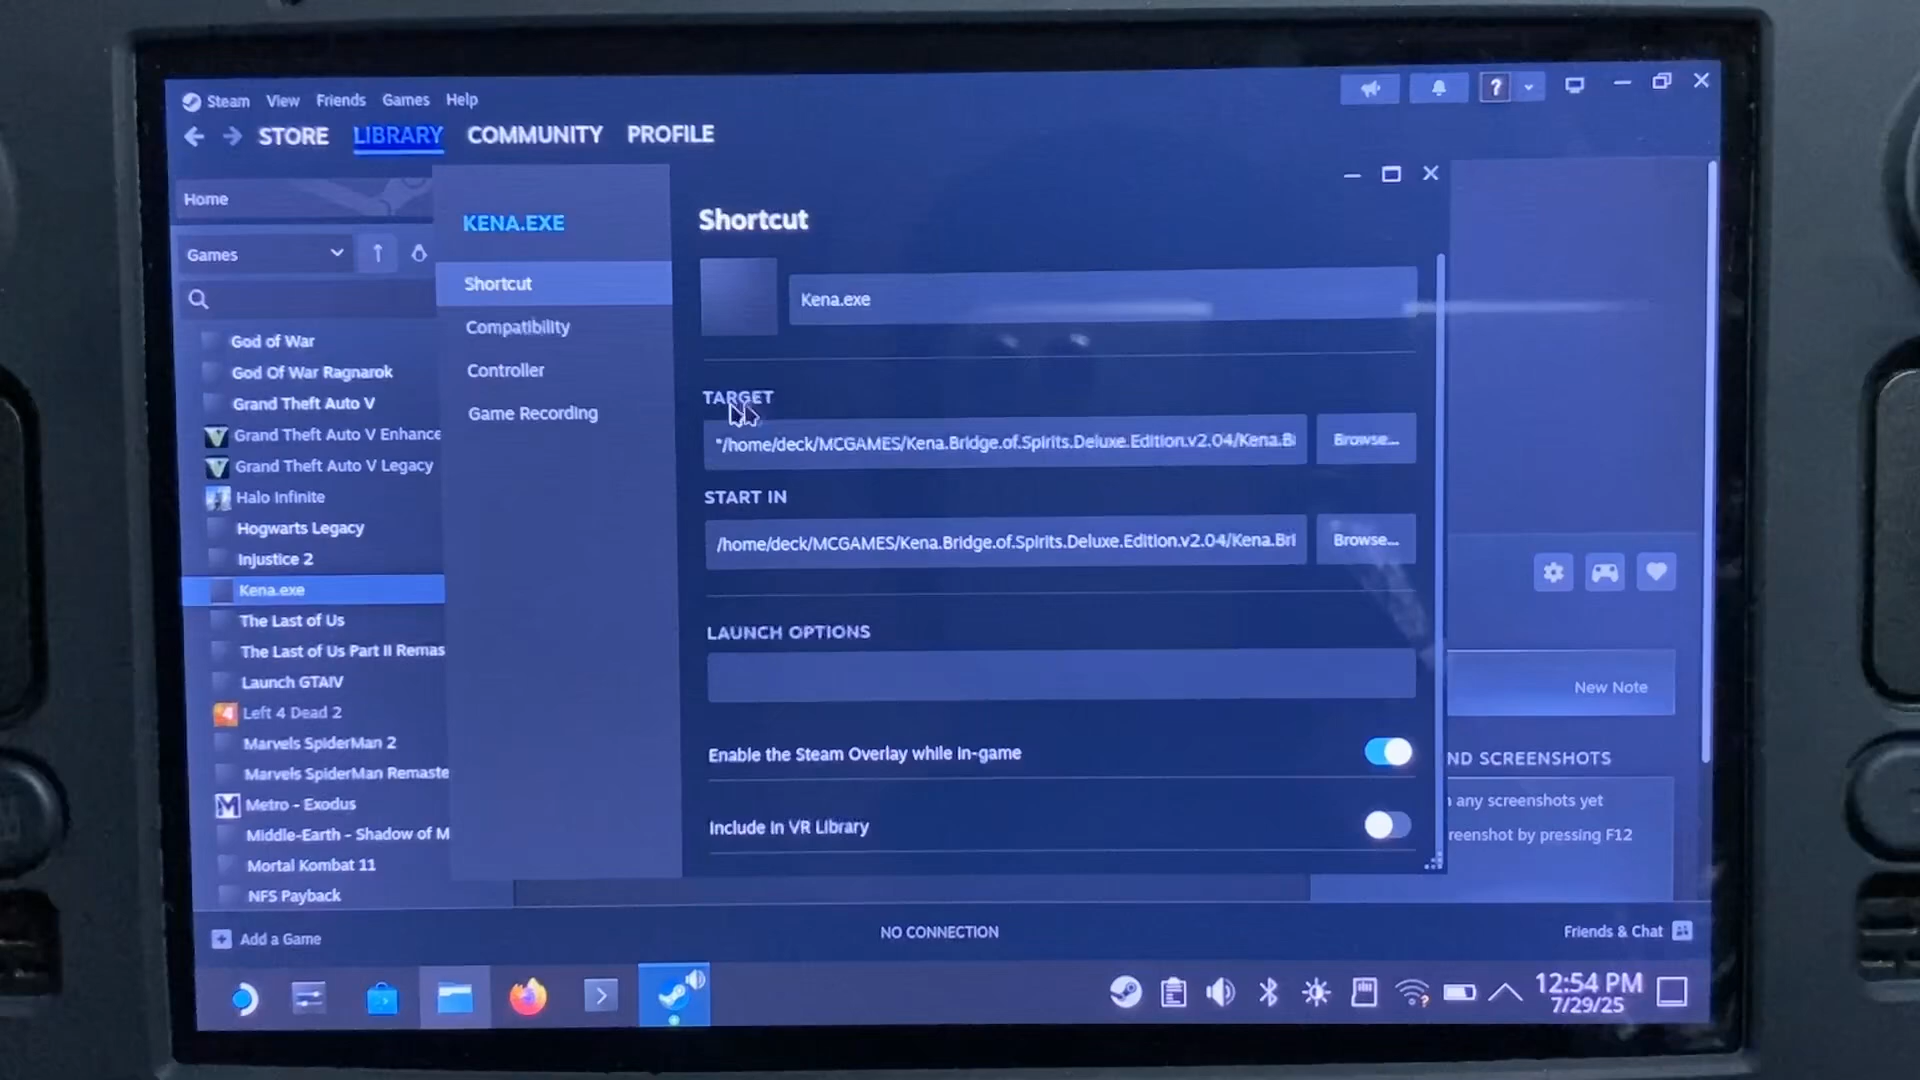 Steam View Friends Games Help
?
STORE LIBRARY COMMUNITY PROFILE
Home
Games
God of War
God Of War Ragnarok
Grand Theft Auto V
Grand Theft Auto V Enhance
Grand Theft Auto V Legacy
Halo Infinite
Hogwarts Legacy
Injustice 2
Kena.exe
The Last of Us
The Last of Us Part II Remas
Launch GTAIV
Left 4 Dead 2
Marvels SpiderMan 2
Marvels SpiderMan Remaste
Metro - Exodus
Middle-Earth - Shadow of M
Mortal Kombat 11
NFS Payback
KENA.EXE
Shortcut
Compatibility
Controller
Game Recording
Shortcut
Kena.exe
TARGET
"/home/deck/MCGAMES/Kena.Bridge.of.Spirits.Deluxe.Edition.v2.04/Kena.B
Browse...
START IN
/home/deck/MCGAMES/Kena.Bridge.of.Spirits.Deluxe.Edition.v2.04/Kena.Bri
Browse...
LAUNCH OPTIONS
Enable the Steam Overlay while in-game
Include in VR Library
New Note
ND SCREENSHOTS
any screenshots yet
reenshot by pressing F12
Add a Game
NO CONNECTION
Friends & Chat
12:54 PM
7/29/25